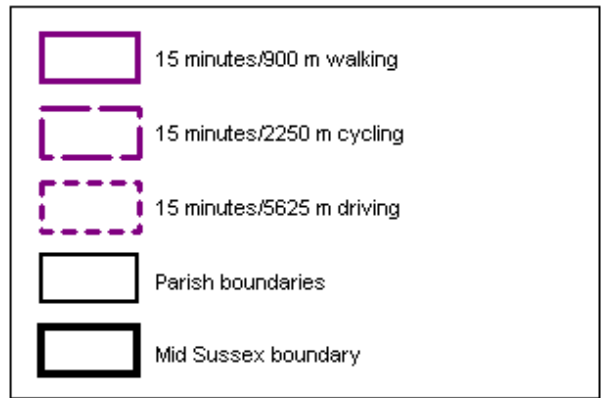 15 minutes/900 m walking
15 minutes/2250 m cycling
15 minutes/5625 m driving
Parish boundaries
Mid Sussex boundary